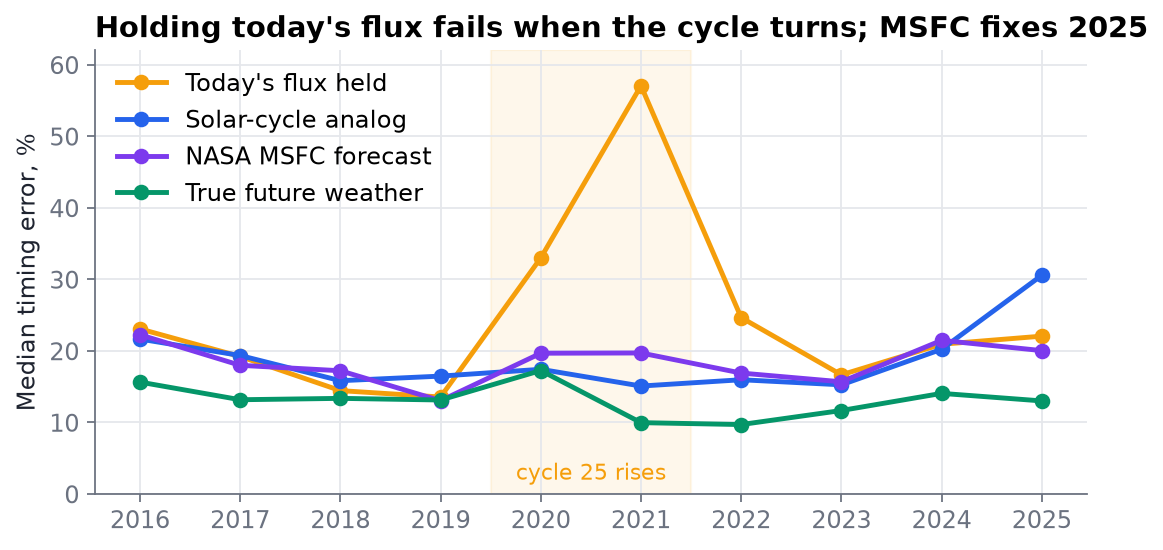 Holding today's flux fails when the cycle turns; MSFC fixes 2025
Median timing error, %
60
50
40
30
20
10
0
Today's flux held
Solar-cycle analog
NASA MSFC forecast
True future weather
cycle 25 rises
2016 2017 2018 2019 2020 2021 2022 2023 2024 2025